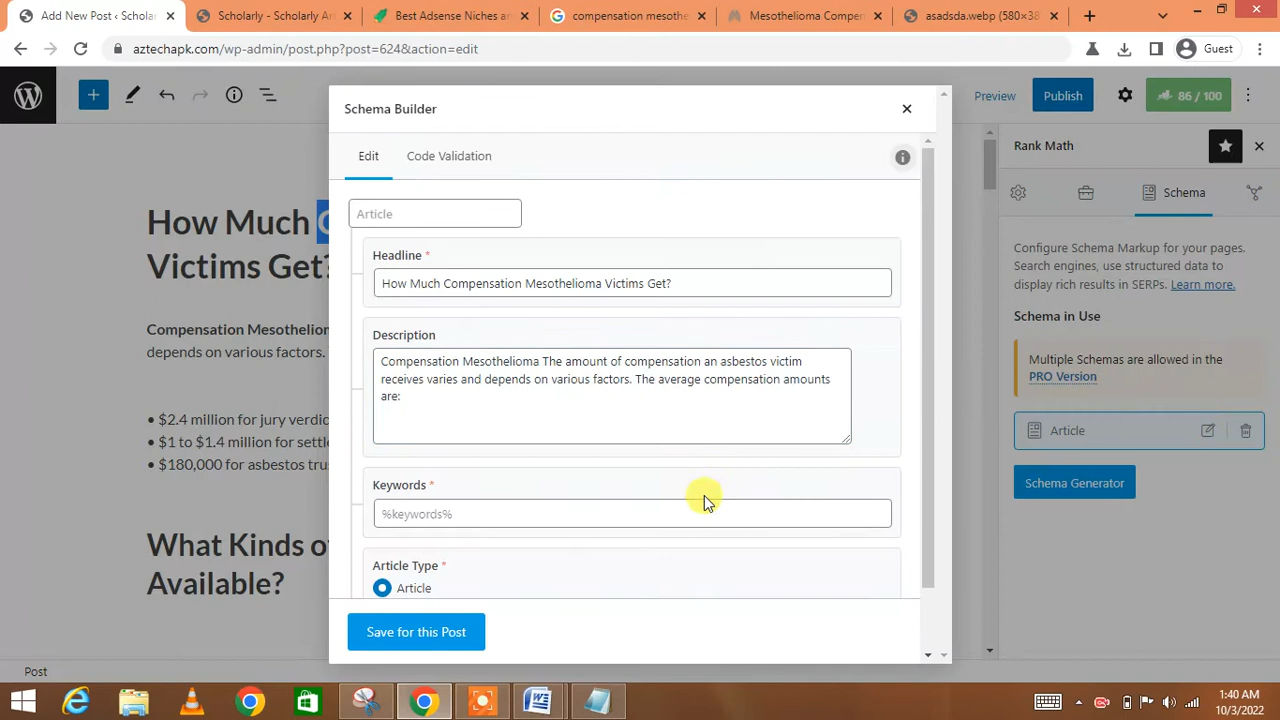 Add New Post ‹ Scholar
Scholarly - Scholarly Ar
Best Adsense Niches an
compensation mesothe
Mesothelioma Compen
asadsda.webp (580×38
aztechapk.com/wp-admin/post.php?post=624&action=edit
Guest
Preview
Publish
86 / 100
Schema Builder
Edit
Code Validation
Article
Headline *
How Much Compensation Mesothelioma Victims Get?
Description
Compensation Mesothelioma The amount of compensation an asbestos victim
receives varies and depends on various factors. The average compensation amounts
are:
Keywords *
%keywords%
Article Type *
Article
Save for this Post
How Much C
Victims Get?
Compensation Mesothelion
depends on various factors.
• $2.4 million for jury verdic
• $1 to $1.4 million for settle
• $180,000 for asbestos trus
What Kinds of
Available?
Rank Math
Schema
Configure Schema Markup for your pages.
Search engines, use structured data to
display rich results in SERPs. Learn more.
Schema in Use
Multiple Schemas are allowed in the
PRO Version
Article
Schema Generator
Post
1:40 AM
10/3/2022